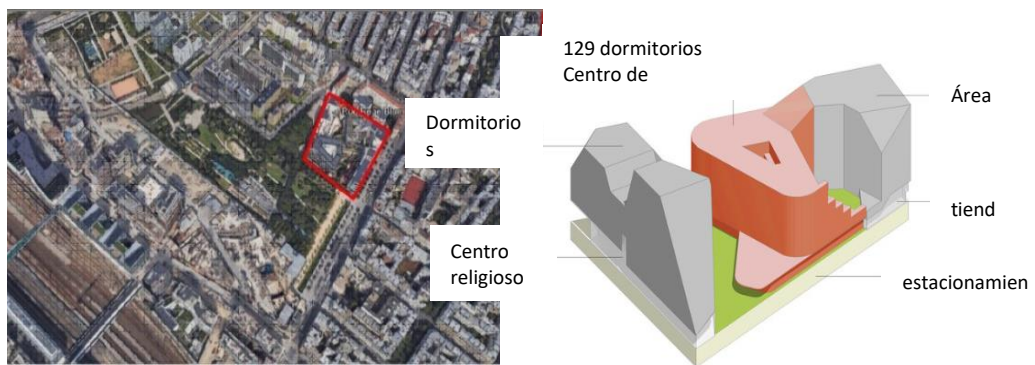 129 dormitorios
Centro de
Área
Dormitorio
s
tiend
Centro
religioso
estacionamien